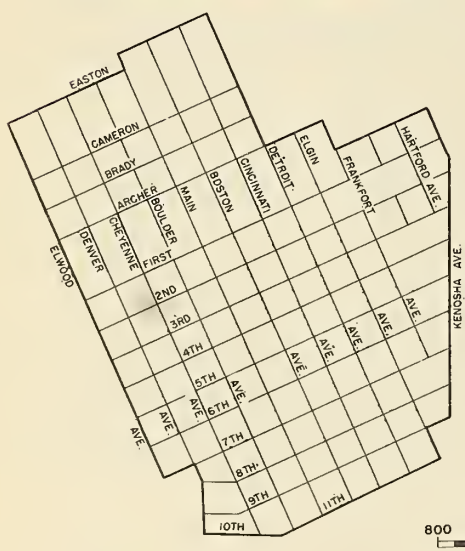 EASTON
CAMERON
BRADY
ARCHER
BOULDER
MAIN
BOSTON
CINCINNATI
DETROIT
ELGIN
FRANKFORT
HARTFORD AVE.
KENOSHA AVE.
ELWOOD
DENVER
CHEYENNE
FIRST
2ND
3RD
4TH
5TH
6TH
7TH
8TH
9TH
10TH
11TH
AVE.
AVE.
AVE.
AVE.
AVE.
AVE.
AVE.
AVE.
AVE.
800